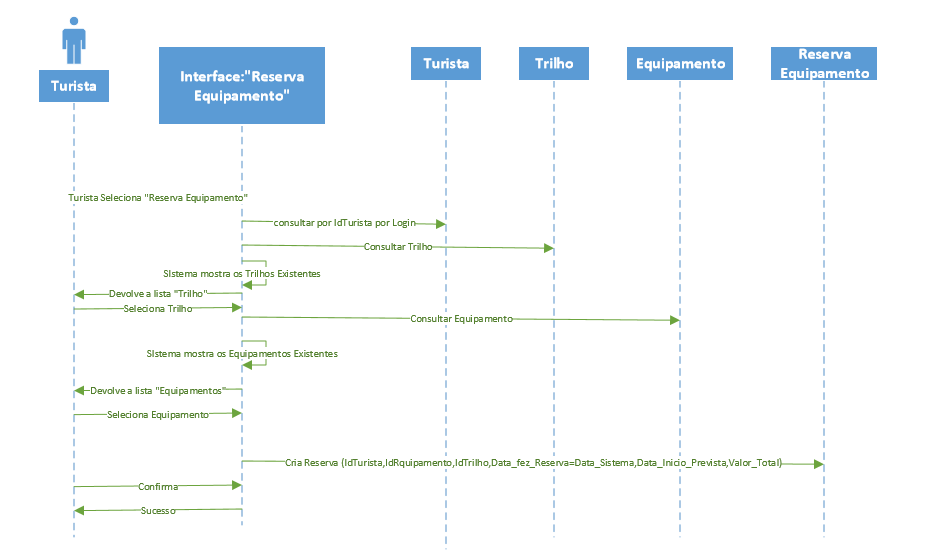 Turista
Interface:"Reserva
Equipamento"
Turista
Trilho
Equipamento
Reserva
Equipamento
Turista Seleciona "Reserva Equipamento"
consultar por IdTurista por Login
Consultar Trilho
SIstema mostra os Trilhos Existentes
Devolve a lista "Trilho"
Seleciona Trilho
Consultar Equipamento
SIstema mostra os Equipamentos Existentes
Devolve a lista "Equipamentos"
Seleciona Equipamento
Cria Reserva (IdTurista,IdRquipamento,IdTrilho,Data_fez_Reserva=Data_Sistema,Data_Inicio_Prevista,Valor_Total)
Confirma
Sucesso